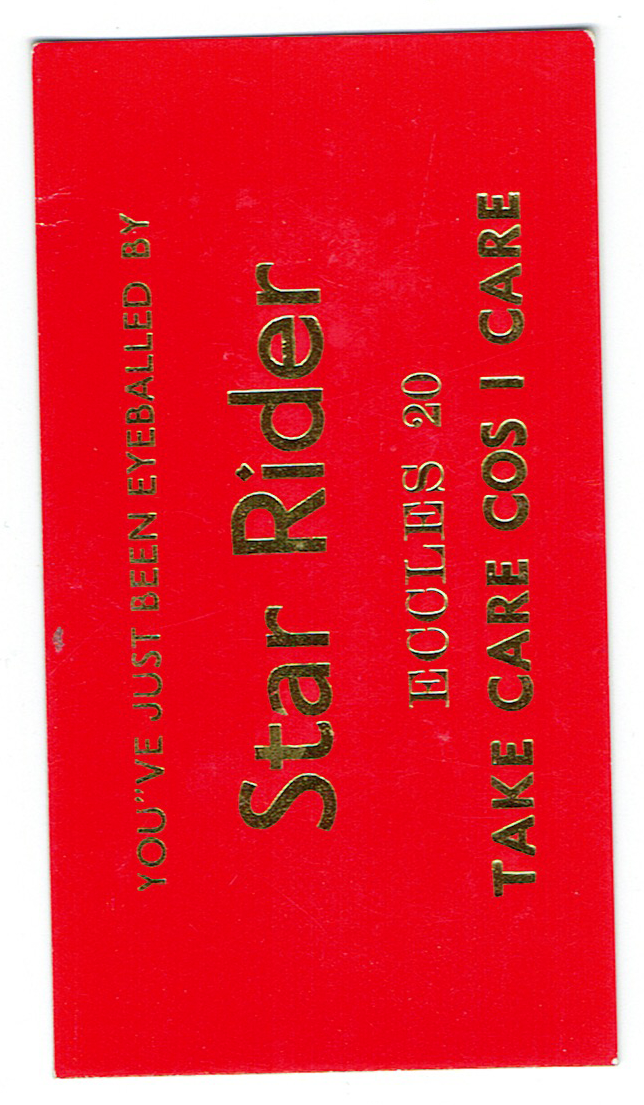 YOU"VE JUST BEEN EYEBALLED BY
Star Rider
ECCLES 20
TAKE CARE COS I CARE